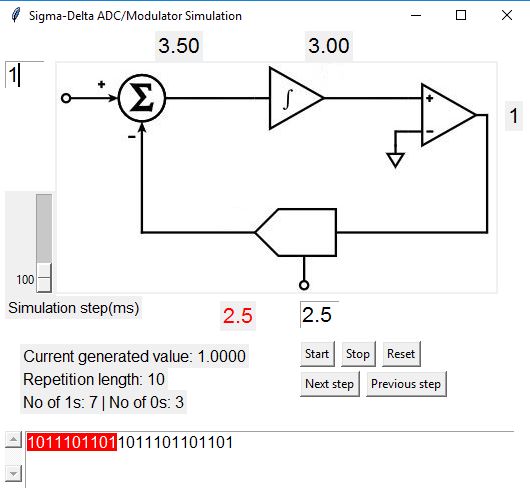 Sigma-Delta ADC/Modulator Simulation
3.50
3.00
1
+
Σ
-
∫
+
-
1
100
Simulation step(ms)
2.5
2.5
Current generated value: 1.0000
Repetition length: 10
No of 1s: 7 | No of 0s: 3
Start
Stop
Reset
Next step
Previous step
10111011011011101101101